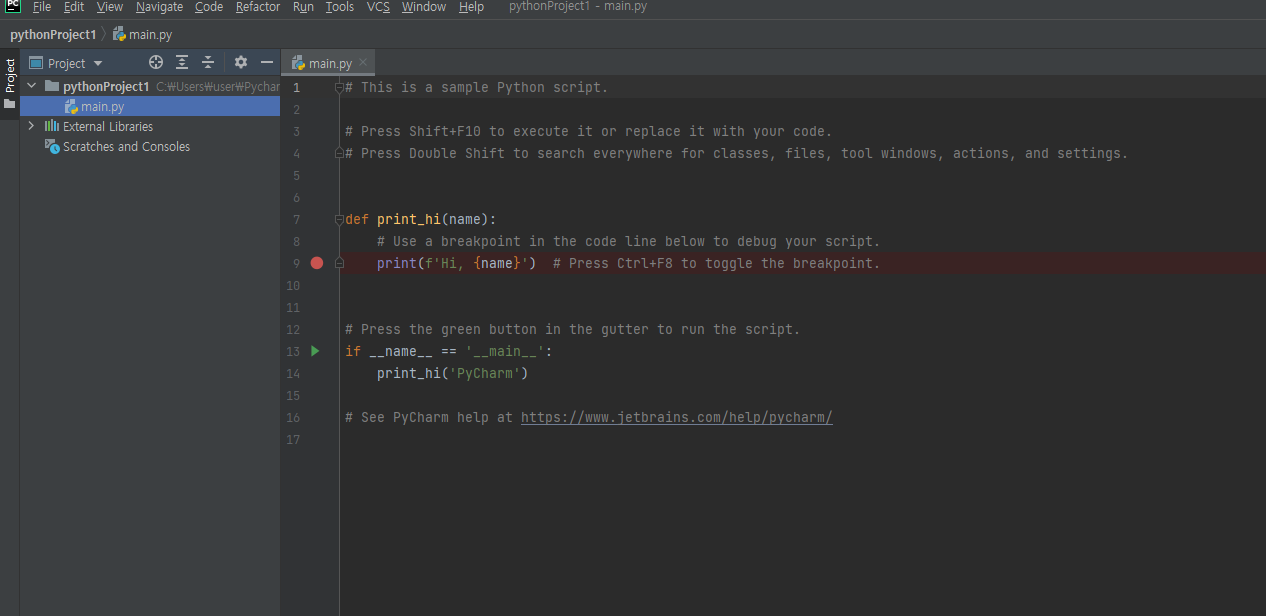 PC File Edit View Navigate Code Refactor Run Tools VCS Window Help pythonProject1 - main.py
pythonProject1 main.py
Project
Project
main.py
pythonProject1 C:₩Users₩user₩Pychar
main.py
External Libraries
Scratches and Consoles
1 # This is a sample Python script.
2
3 # Press Shift+F10 to execute it or replace it with your code.
4 # Press Double Shift to search everywhere for classes, files, tool windows, actions, and settings.
5
6
7 def print_hi(name):
8 # Use a breakpoint in the code line below to debug your script.
9 print(f'Hi, {name}') # Press Ctrl+F8 to toggle the breakpoint.
10
11
12 # Press the green button in the gutter to run the script.
13 if __name__ == '__main__':
14 print_hi('PyCharm')
15
16 # See PyCharm help at https://www.jetbrains.com/help/pycharm/
17